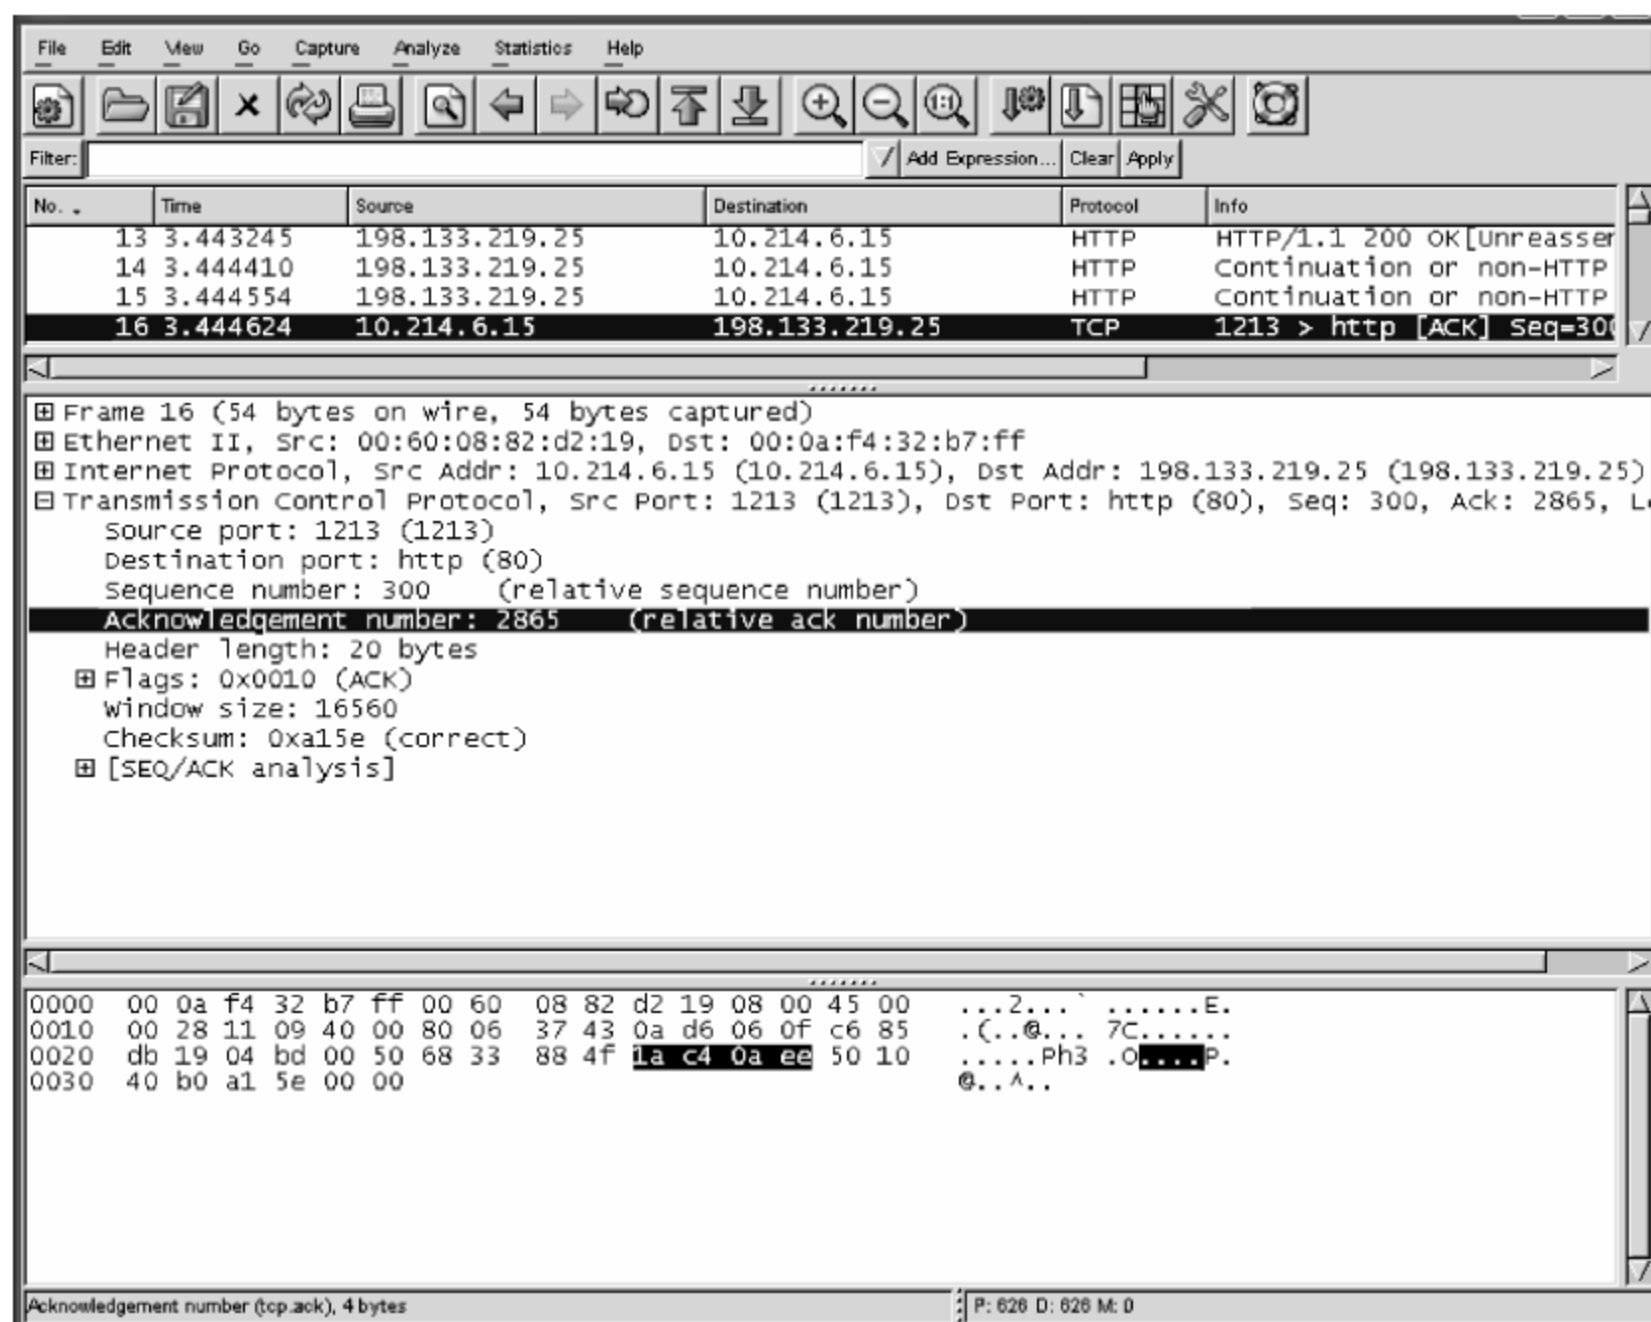 File Edit View Go Capture Analyze Statistics Help
Filter: Add Expression... Clear Apply
No. Time Source Destination Protocol Info
13 3.443245 198.133.219.25 10.214.6.15 HTTP HTTP/1.1 200 OK[Unreasser
14 3.444410 198.133.219.25 10.214.6.15 HTTP Continuation or non-HTTP
15 3.444554 198.133.219.25 10.214.6.15 HTTP Continuation or non-HTTP
16 3.444624 10.214.6.15 198.133.219.25 TCP 1213 > http [ACK] Seq=300
Frame 16 (54 bytes on wire, 54 bytes captured)
Ethernet II, Src: 00:60:08:82:d2:19, Dst: 00:0a:f4:32:b7:ff
Internet Protocol, Src Addr: 10.214.6.15 (10.214.6.15), Dst Addr: 198.133.219.25 (198.133.219.25)
Transmission Control Protocol, Src Port: 1213 (1213), Dst Port: http (80), Seq: 300, Ack: 2865, L
Source port: 1213 (1213)
Destination port: http (80)
Sequence number: 300 (relative sequence number)
Acknowledgement number: 2865 (relative ack number)
Header length: 20 bytes
Flags: 0x0010 (ACK)
Window size: 16560
Checksum: 0xa15e (correct)
[SEQ/ACK analysis]
0000 00 0a f4 32 b7 ff 00 60 08 82 d2 19 08 00 45 00 ...2...` ......E.
0010 00 28 11 09 40 00 80 06 37 43 0a d6 06 0f c6 85 .(..@... 7C......
0020 db 19 04 bd 00 50 68 33 88 4f 1a c4 0a ee 50 10 .....Ph3 .O....P.
0030 40 b0 a1 5e 00 00 @..^..
Acknowledgement number (tcp.ack), 4 bytes P: 626 D: 626 M: 0